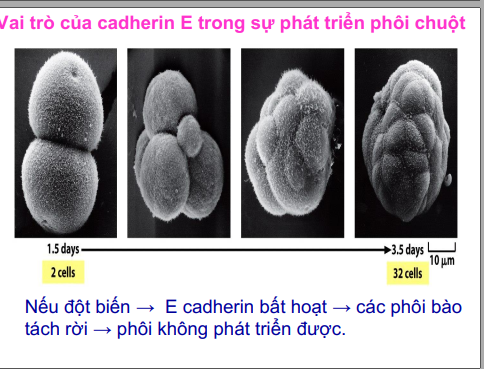 Vai trò của cadherin E trong sự phát triển phôi chuột
1.5 days
3.5 days
10 μm
2 cells
32 cells
Nếu đột biến → E cadherin bất hoạt → các phôi bào
tách rời → phôi không phát triển được.